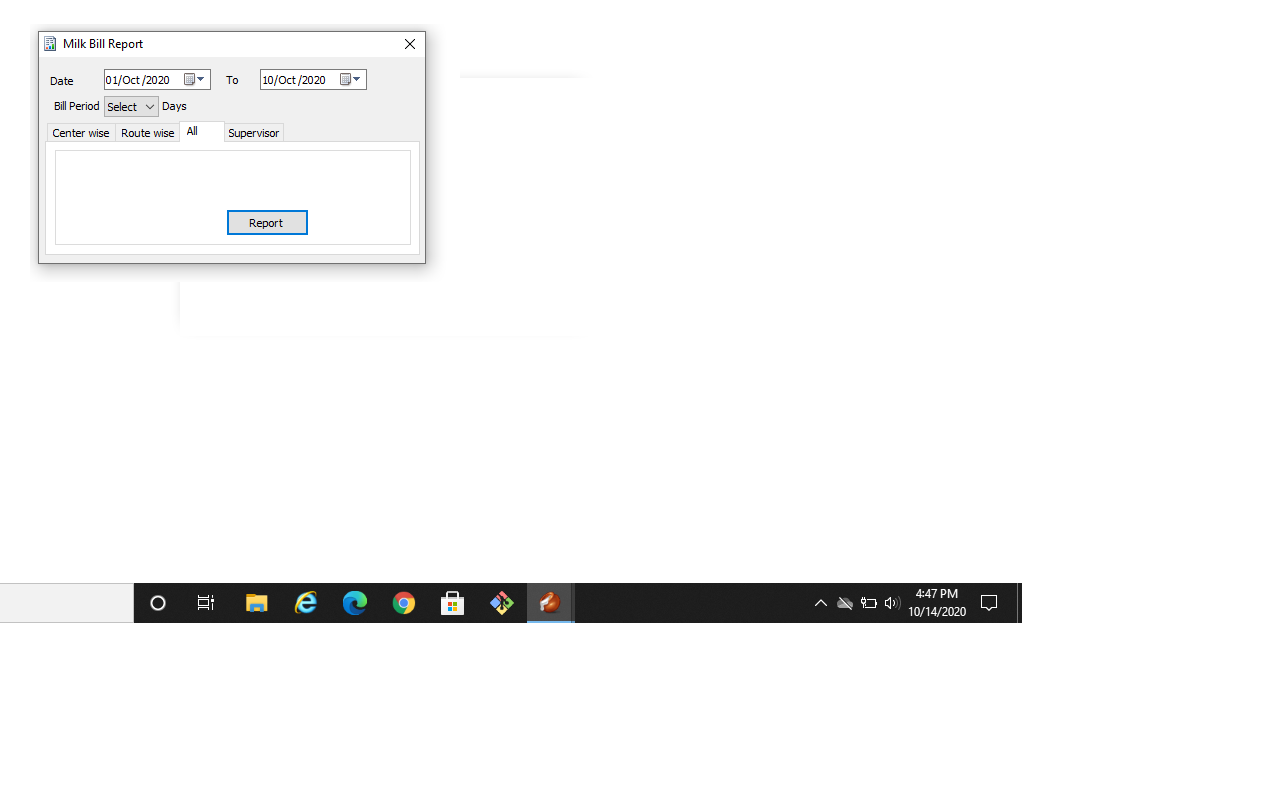 Milk Bill Report
Date 01/Oct /2020 To 10/Oct /2020
Bill Period Select Days
Center wise Route wise All Supervisor
Report
4:47 PM
10/14/2020